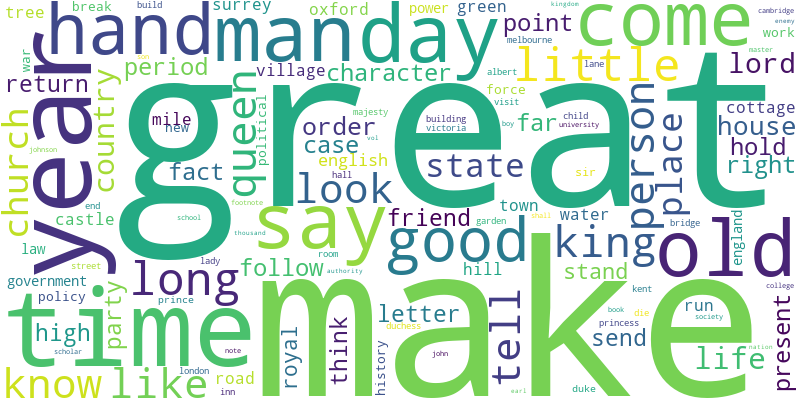 tree
break
build
surrey
oxford
power
green
kingdom
come
cambridge
enemy
work
hand
man
day
point
melbourne
war
return
period
village
character
albert
lane
little
master
lord
year
country
great
queen
political
force
visit
mile
new
majesty
order
building
victoria
child
boy
university
far
person
place
cottage
house
church
johnson
fact
case
english
vol
state
sir
hold
right
look
hall
end
castle
school
footnote
say
friend
town
water
garden
shall
bridge
england
law
street
thousand
good
king
old
government
long
lady
room
authority
follow
hill
stand
college
policy
prince
time
make
letter
tell
duchess
kent
book
die
run
society
present
party
high
royal
think
history
princess
send
scholar
note
john
life
nation
know
like
london
road
inn
earl
duke
son